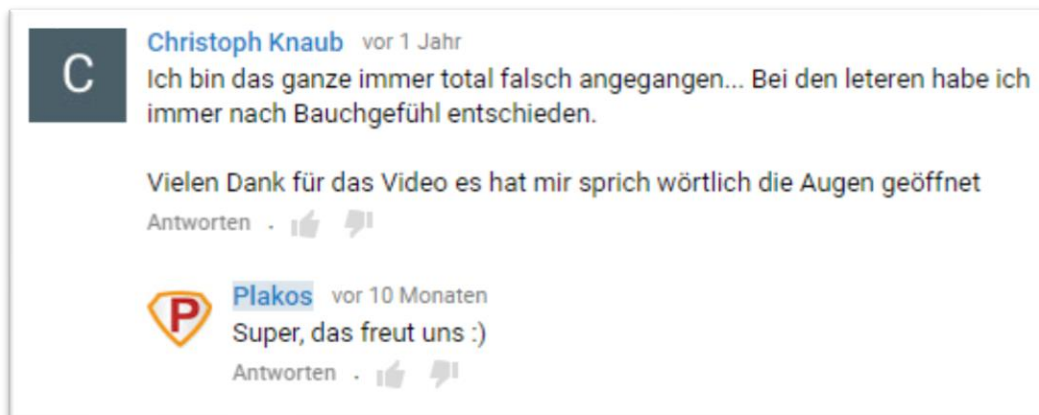 C
Christoph Knaub vor 1 Jahr
Ich bin das ganze immer total falsch angegangen... Bei den leteren habe ich
immer nach Bauchgefühl entschieden.
Vielen Dank für das Video es hat mir sprich wörtlich die Augen geöffnet
Antworten .
P
Plakos vor 10 Monaten
Super, das freut uns :)
Antworten .